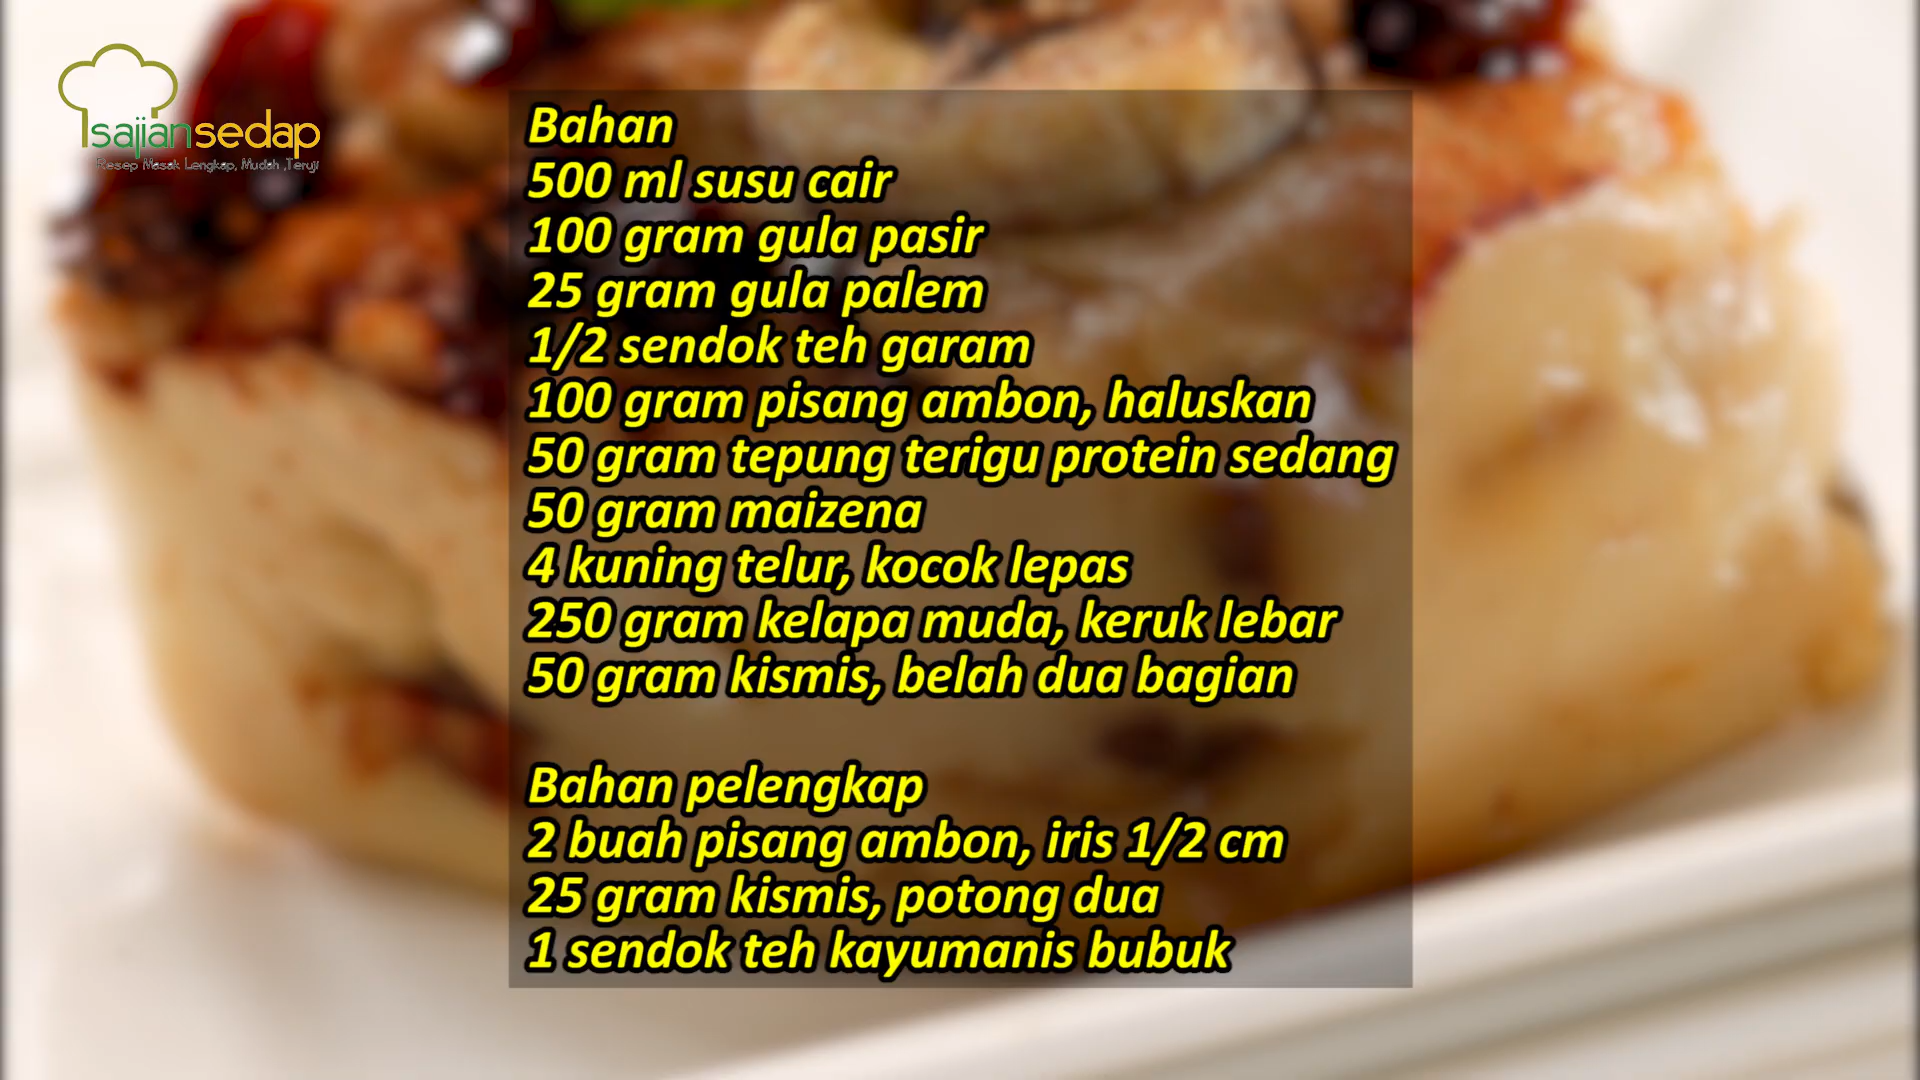 sajiansedap
Resep Masak Lengkap, Mudah ,Teruji
Bahan
500 ml susu cair
100 gram gula pasir
25 gram gula palem
1/2 sendok teh garam
100 gram pisang ambon, haluskan
50 gram tepung terigu protein sedang
50 gram maizena
4 kuning telur, kocok lepas
250 gram kelapa muda, keruk lebar
50 gram kismis, belah dua bagian
Bahan pelengkap
2 buah pisang ambon, iris 1/2 cm
25 gram kismis, potong dua
1 sendok teh kayumanis bubuk